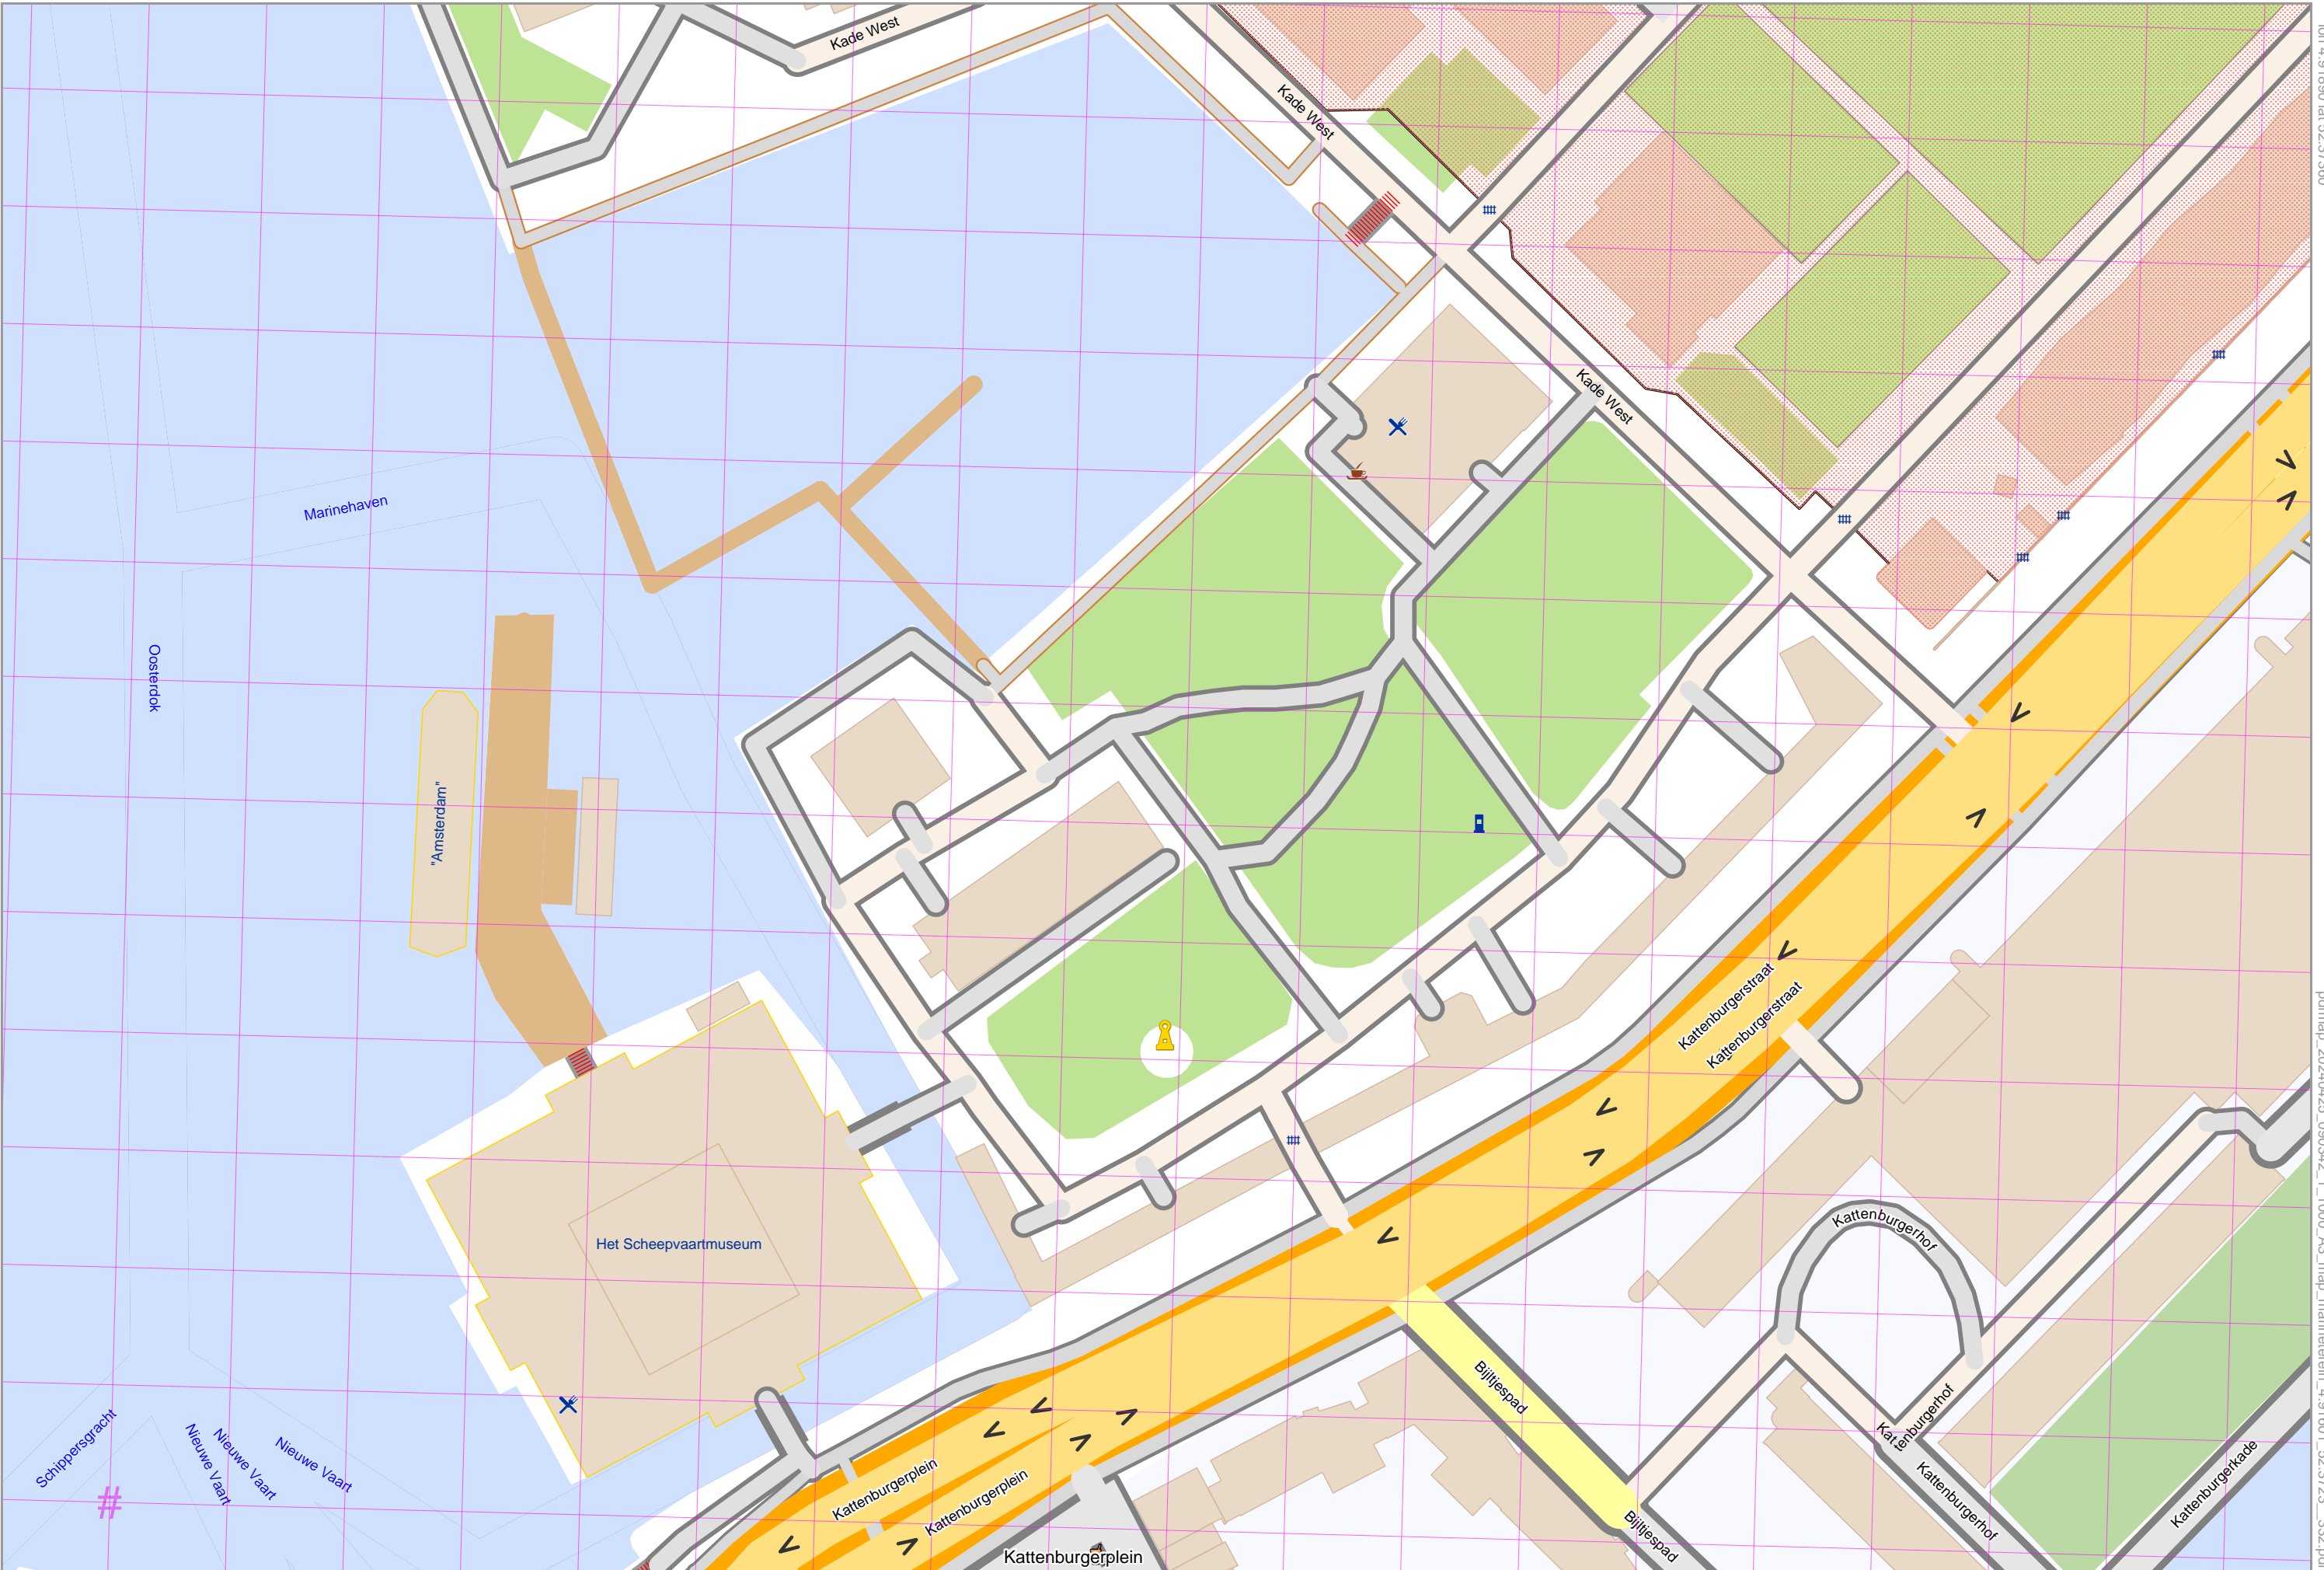 Kade West
Kade West
Kade West
Marinehaven
Oosterdok
"Amsterdam"
Kattenburgerstraat
Kattenburgerstraat
Het Scheepvaartmuseum
Kattenburgerhof
Bijltjespad
Kattenburgerhof
Schippersgracht
Nieuwe Vaart
Nieuwe Vaart
Nieuwe Vaart
#
Kattenburgerplein
Kattenburgerplein
Kattenburgerhof
Kattenburgerkade
Bijltjespad
Kattenburgerplein